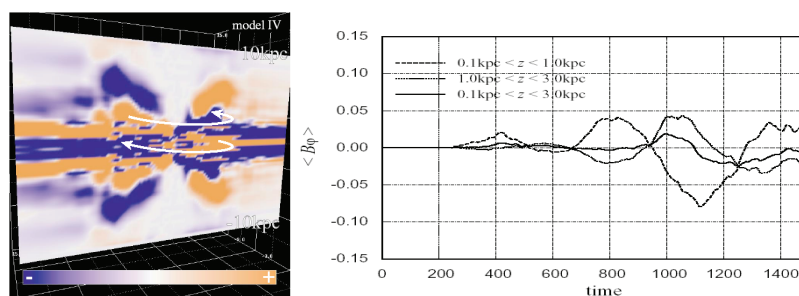 model IV
10kpc
-10kpc
- +
0.15
0.10
0.05
0.00
-0.05
-0.10
-0.15
< Bφ >
0.1kpc < z < 1.0kpc
1.0kpc < z < 3.0kpc
0.1kpc < z < 3.0kpc
0 200 400 600 800 1000 1200 1400
time